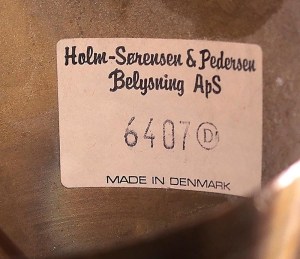 Holm-Sørensen & Pedersen
Belysning ApS
6407 Ⓓ
MADE IN DENMARK